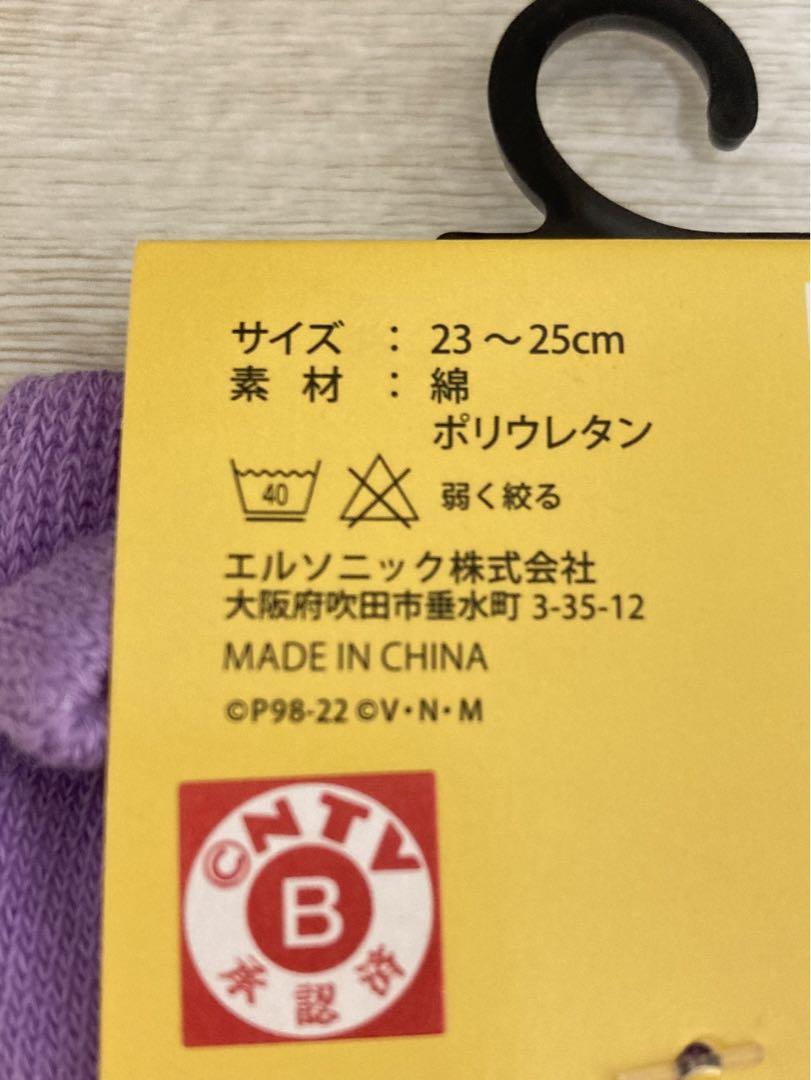 サイズ : 23～25cm
素材 : 綿
ポリウレタン
40 弱く絞る
エルソニック株式会社
大阪府吹田市垂水町 3-35-12
MADE IN CHINA
©P98-22 ©V・N・M
©NTV
B
承認済